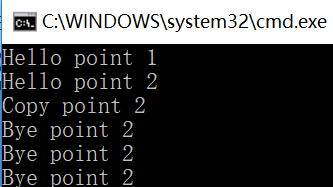 C:\WINDOWS\system32\cmd.exe
Hello point 1
Hello point 2
Copy point 2
Bye point 2
Bye point 2
Bye point 2